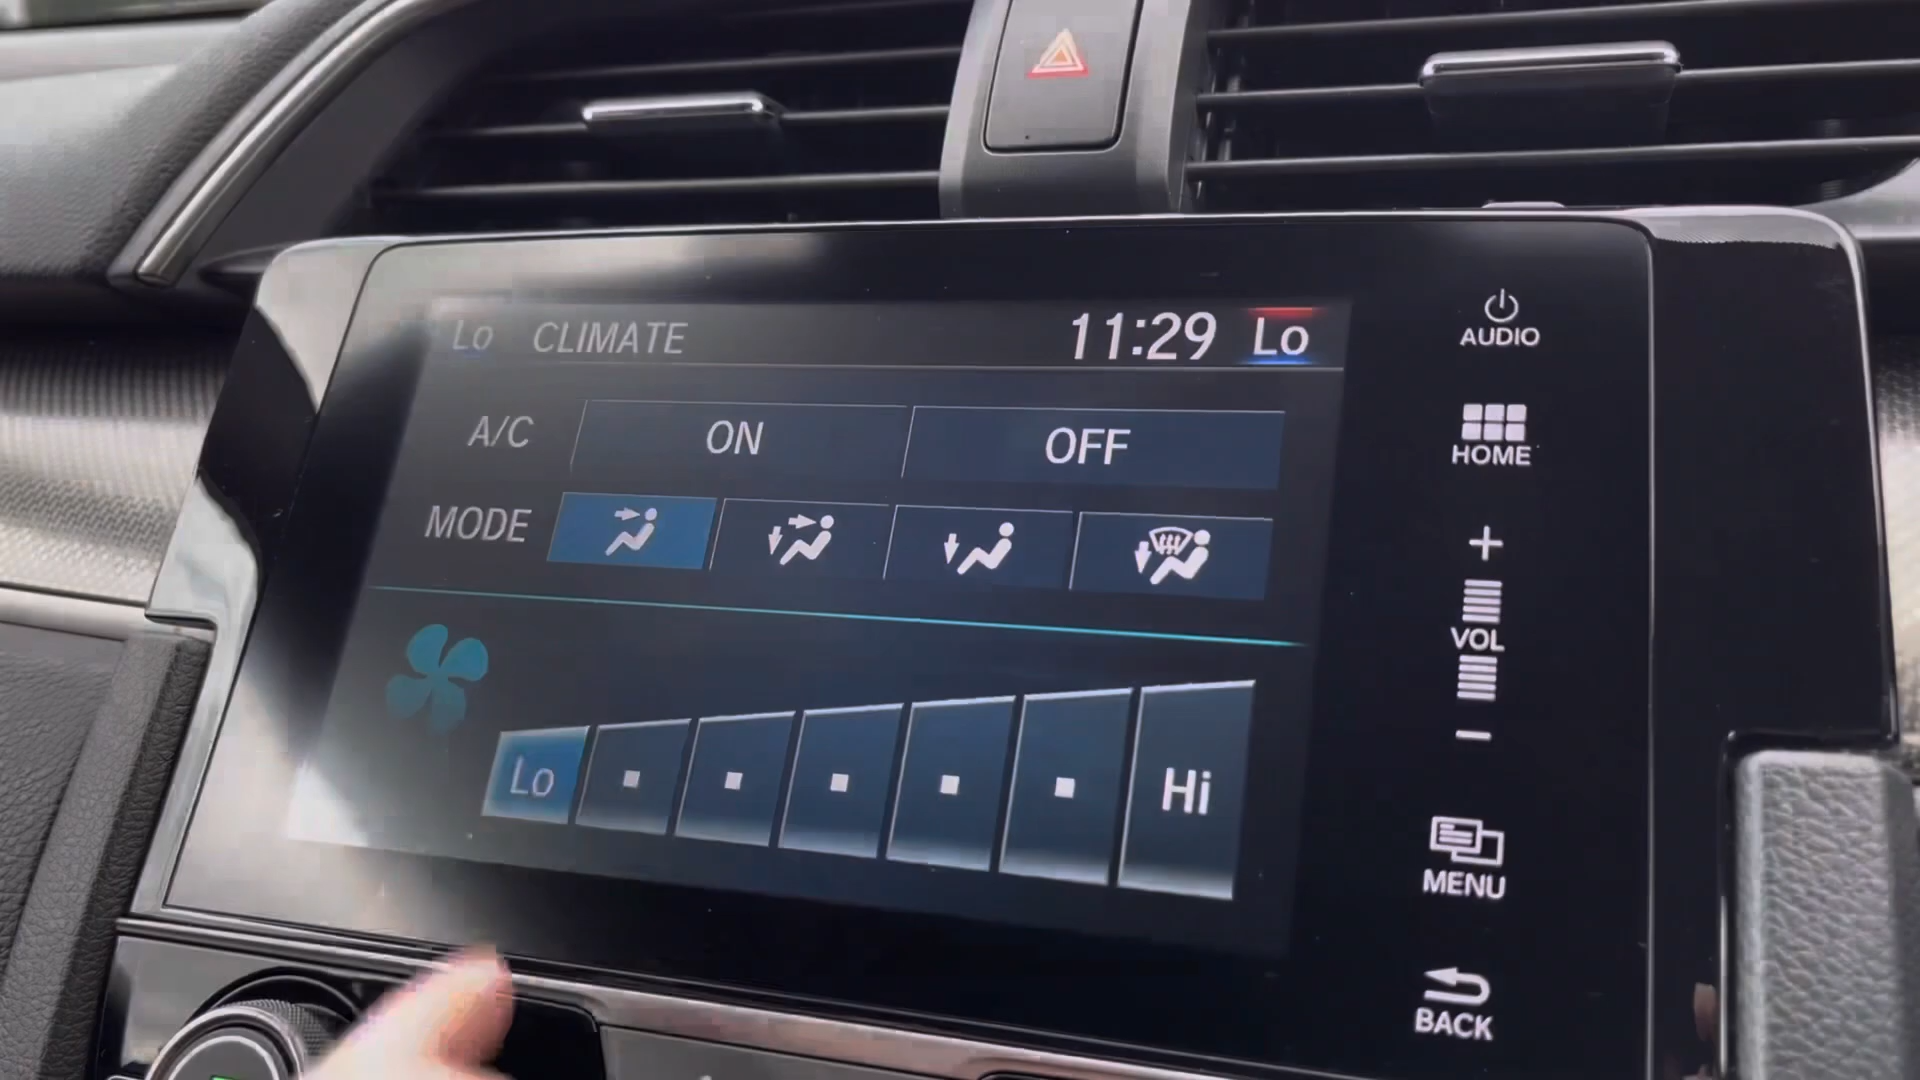 Lo CLIMATE 11:29 Lo
A/C ON OFF
MODE
Lo Hi
AUDIO
HOME
+
VOL
−
MENU
BACK